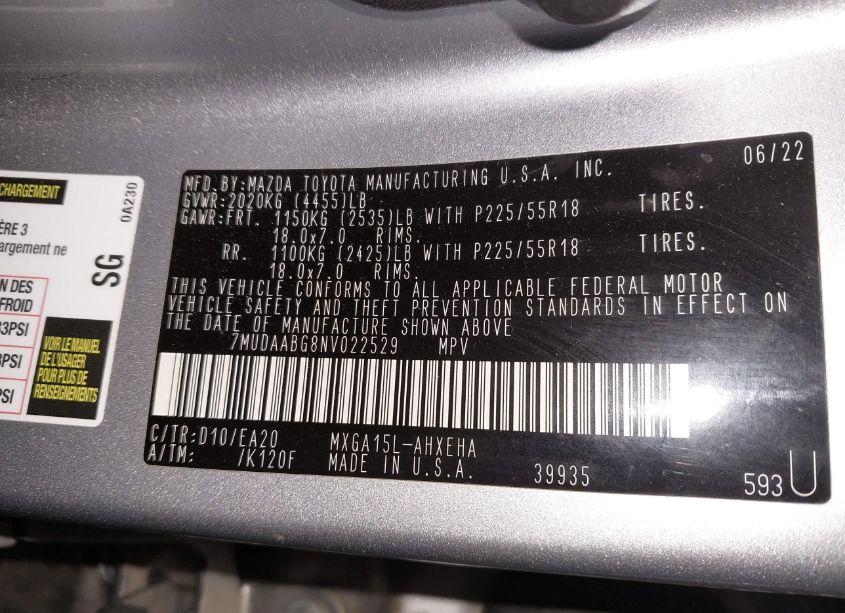 CHARGEMENT
0A230
ÈRE 3
hargement ne
SG
N DES
FROID
3PSI
PSI
PSI
VOIR LE MANUEL
DE L'USAGER
POUR PLUS DE
RENSEIGNEMENTS
06/22
MFD.BY:MAZDA TOYOTA MANUFACTURING U.S.A. INC.
GVWR:2020KG (4455)LB
GAWR:FRT. 1150KG (2535)LB WITH P225/55R18 TIRES.
18.0x7.0 RIMS.
RR. 1100KG (2425)LB WITH P225/55R18 TIRES.
18.0x7.0 RIMS.
THIS VEHICLE CONFORMS TO ALL APPLICABLE FEDERAL MOTOR
VEHICLE SAFETY AND THEFT PREVENTION STANDARDS IN EFFECT ON
THE DATE OF MANUFACTURE SHOWN ABOVE
7MUDAABG8NV022529 MPV
C/TR:D10/EA20 MXGA15L-AHXEHA
A/TM: /K120F MADE IN U.S.A. 39935
593U